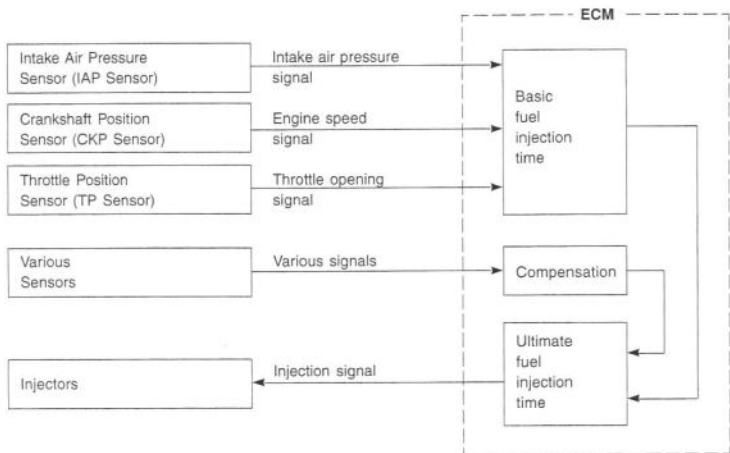 ECM
Intake Air Pressure
Sensor (IAP Sensor)
Intake air pressure
signal
Crankshaft Position
Sensor (CKP Sensor)
Engine speed
signal
Throttle Position
Sensor (TP Sensor)
Throttle opening
signal
Basic
fuel
injection
time
Various
Sensors
Various signals
Compensation
Injectors
Injection signal
Ultimate
fuel
injection
time